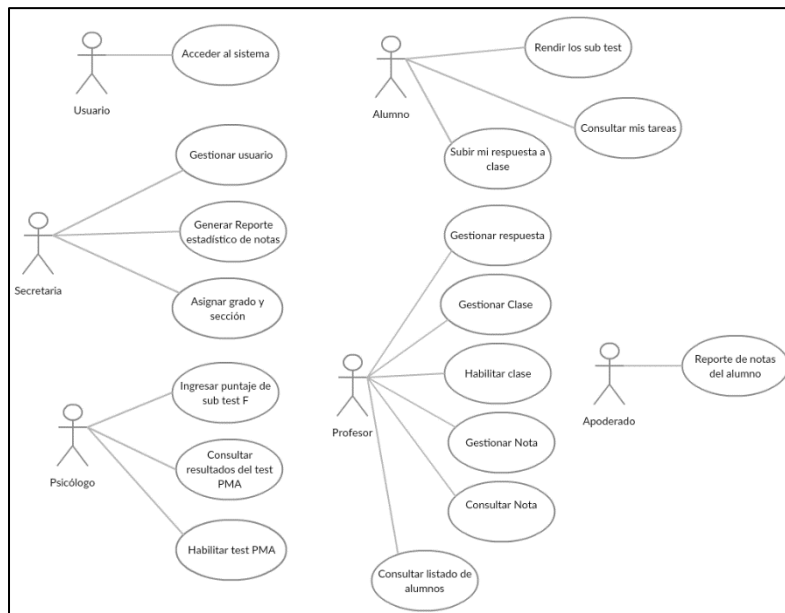 Acceder al sistema
Usuario
Rendir los sub test
Alumno
Consultar mis tareas
Subir mi respuesta a
clase
Gestionar usuario
Generar Reporte
estadístico de notas
Asignar grado y
sección
Secretaria
Gestionar respuesta
Gestionar Clase
Habilitar clase
Gestionar Nota
Consultar Nota
Consultar listado de
alumnos
Profesor
Reporte de notas
del alumno
Apoderado
Ingresar puntaje de
sub test F
Consultar
resultados del test
PMA
Habilitar test PMA
Psicólogo